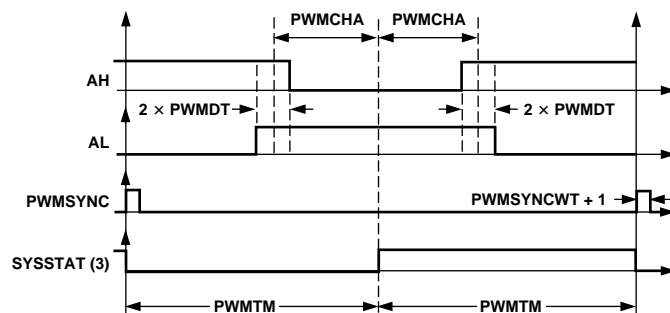 PWMCHA PWMCHA
AH
2 × PWMDT 2 × PWMDT
AL
PWMSYNC PWMSYNCWT + 1
SYSSTAT (3)
PWMTM PWMTM